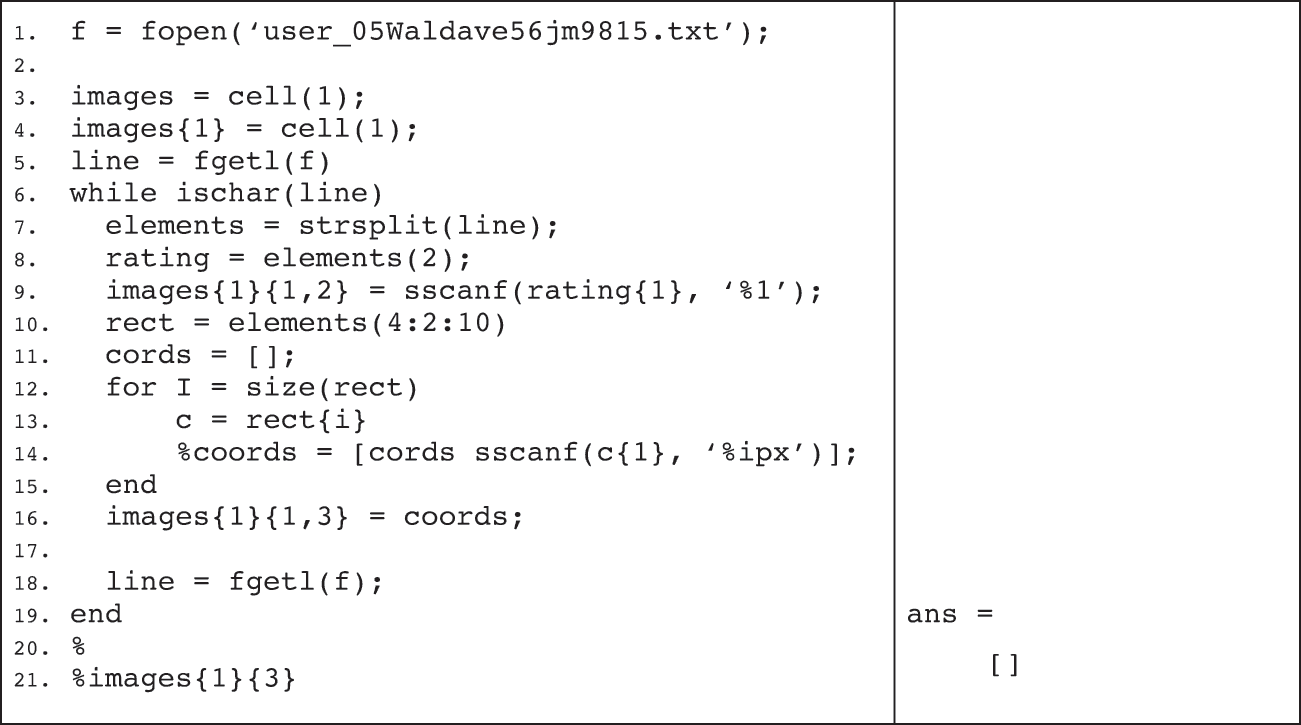 1. f = fopen(‘user_05Waldave56jm9815.txt’);
2.
3. images = cell(1);
4. images{1} = cell(1);
5. line = fgetl(f)
6. while ischar(line)
7. elements = strsplit(line);
8. rating = elements(2);
9. images{1}{1,2} = sscanf(rating{1}, ‘%1’);
10. rect = elements(4:2:10)
11. cords = [];
12. for I = size(rect)
13. c = rect{i}
14. %coords = [cords sscanf(c{1}, ‘%ipx’)];
15. end
16. images{1}{1,3} = coords;
17.
18. line = fgetl(f);
19. end
20. %
21. %images{1}{3}
ans =
[]